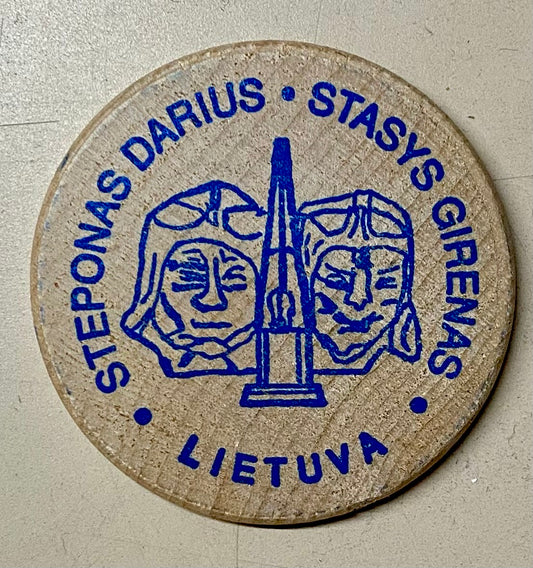 STEPONAS DARIUS • STASYS GIRENAS
• LIETUVA •